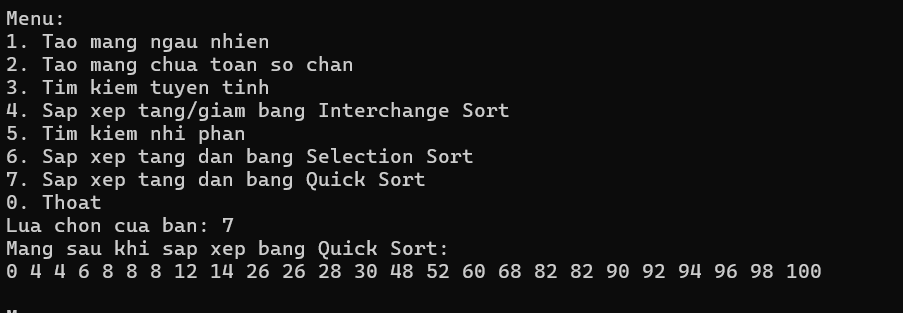 Menu:
1. Tao mang ngau nhien
2. Tao mang chua toan so chan
3. Tim kiem tuyen tinh
4. Sap xep tang/giam bang Interchange Sort
5. Tim kiem nhi phan
6. Sap xep tang dan bang Selection Sort
7. Sap xep tang dan bang Quick Sort
0. Thoat
Lua chon cua ban: 7
Mang sau khi sap xep bang Quick Sort:
0 4 4 6 8 8 8 12 14 26 26 28 30 48 52 60 68 82 82 90 92 94 96 98 100